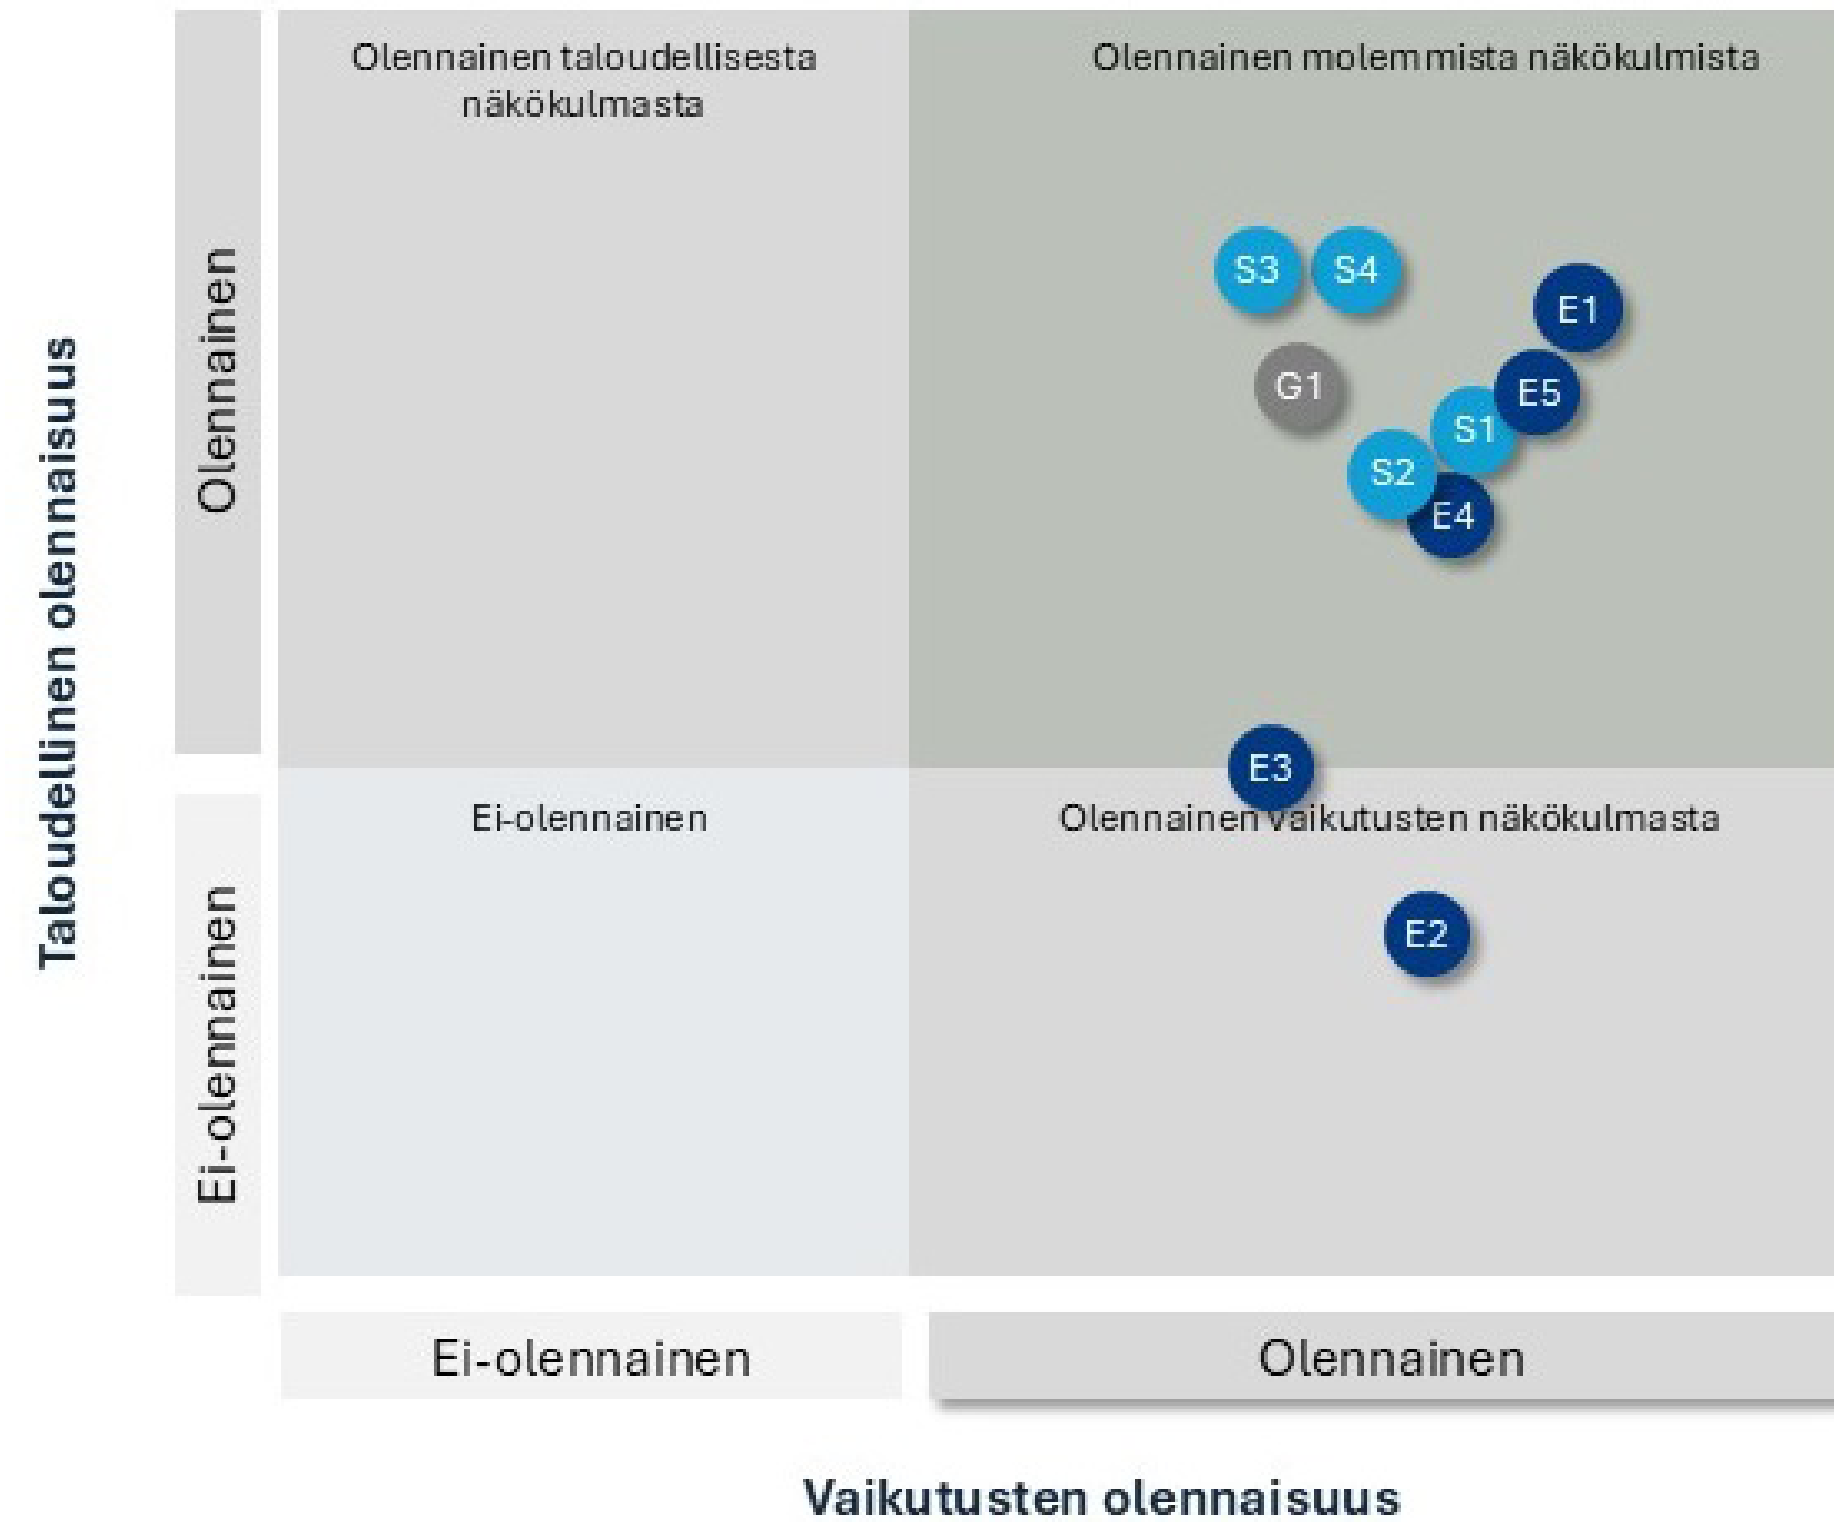 Taloudellinen olennaisuus
Olennainen
Ei-olennainen
Olennainen taloudellisesta
näkökulmasta
Olennainen molemmista näkökulmista
S3
S4
E1
G1
E5
S1
S2
E4
E3
Ei-olennainen
Olennainen vaikutusten näkökulmasta
E2
Ei-olennainen
Olennainen
Vaikutusten olennaisuus